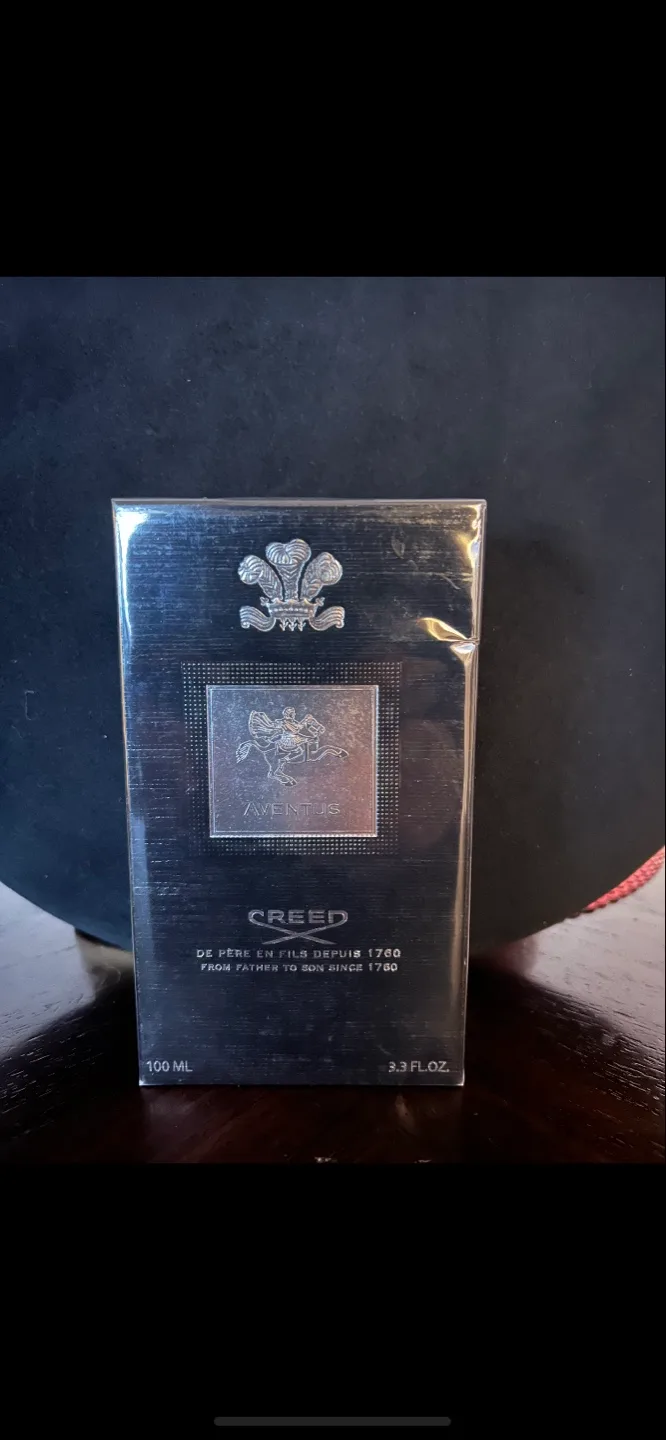 AVENTUS
CREED
DE PÈRE EN FILS DEPUIS 1760
FROM FATHER TO SON SINCE 1760
100 ML
3.3 FL.OZ.